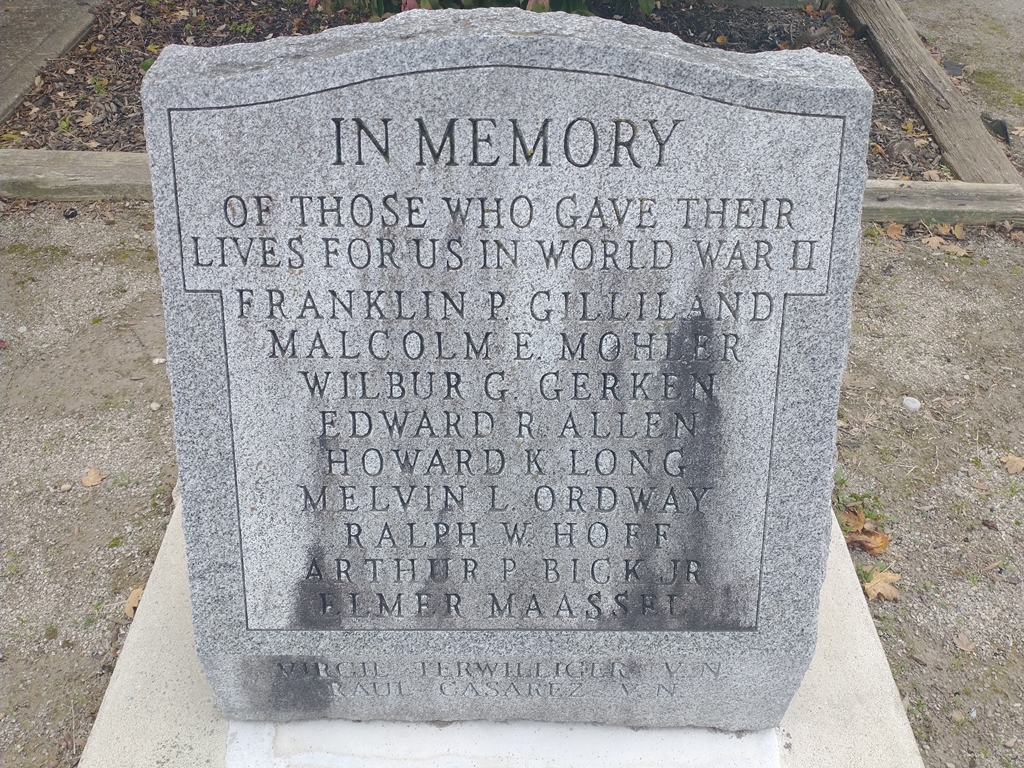 IN MEMORY
OF THOSE WHO GAVE THEIR
LIVES FOR US IN WORLD WAR II
FRANKLIN P. GILLILAND
MALCOLM E. MOHLER
WILBUR G. GERKEN
EDWARD R. ALLEN
HOWARD K. LONG
MELVIN L. ORDWAY
RALPH W. HOFF
ARTHUR P. BICK JR
ELMER MAASSEL
VIRGIL TERWILLIGER V.N.
RAUL CASAREZ V.N.